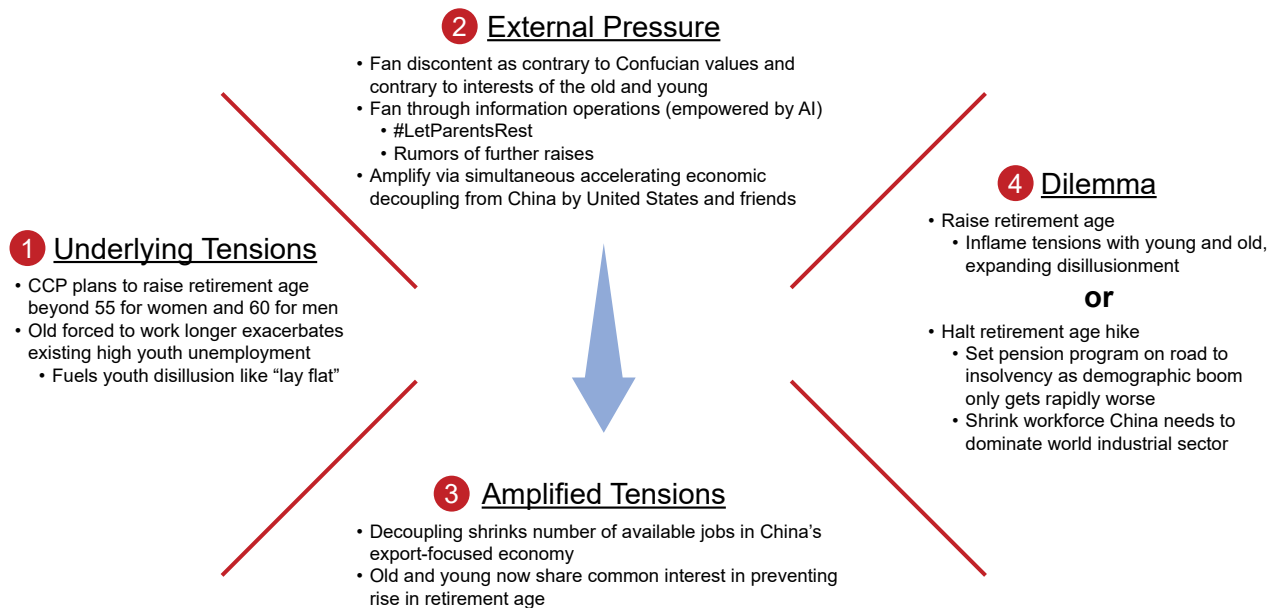 1 Underlying Tensions
• CCP plans to raise retirement age
beyond 55 for women and 60 for men
• Old forced to work longer exacerbates
existing high youth unemployment
• Fuels youth disillusion like “lay flat”
2 External Pressure
• Fan discontent as contrary to Confucian values and
contrary to interests of the old and young
• Fan through information operations (empowered by AI)
• #LetParentsRest
• Rumors of further raises
• Amplify via simultaneous accelerating economic
decoupling from China by United States and friends
3 Amplified Tensions
• Decoupling shrinks number of available jobs in China’s
export-focused economy
• Old and young now share common interest in preventing
rise in retirement age
4 Dilemma
• Raise retirement age
• Inflame tensions with young and old,
expanding disillusionment
or
• Halt retirement age hike
• Set pension program on road to
insolvency as demographic boom
only gets rapidly worse
• Shrink workforce China needs to
dominate world industrial sector